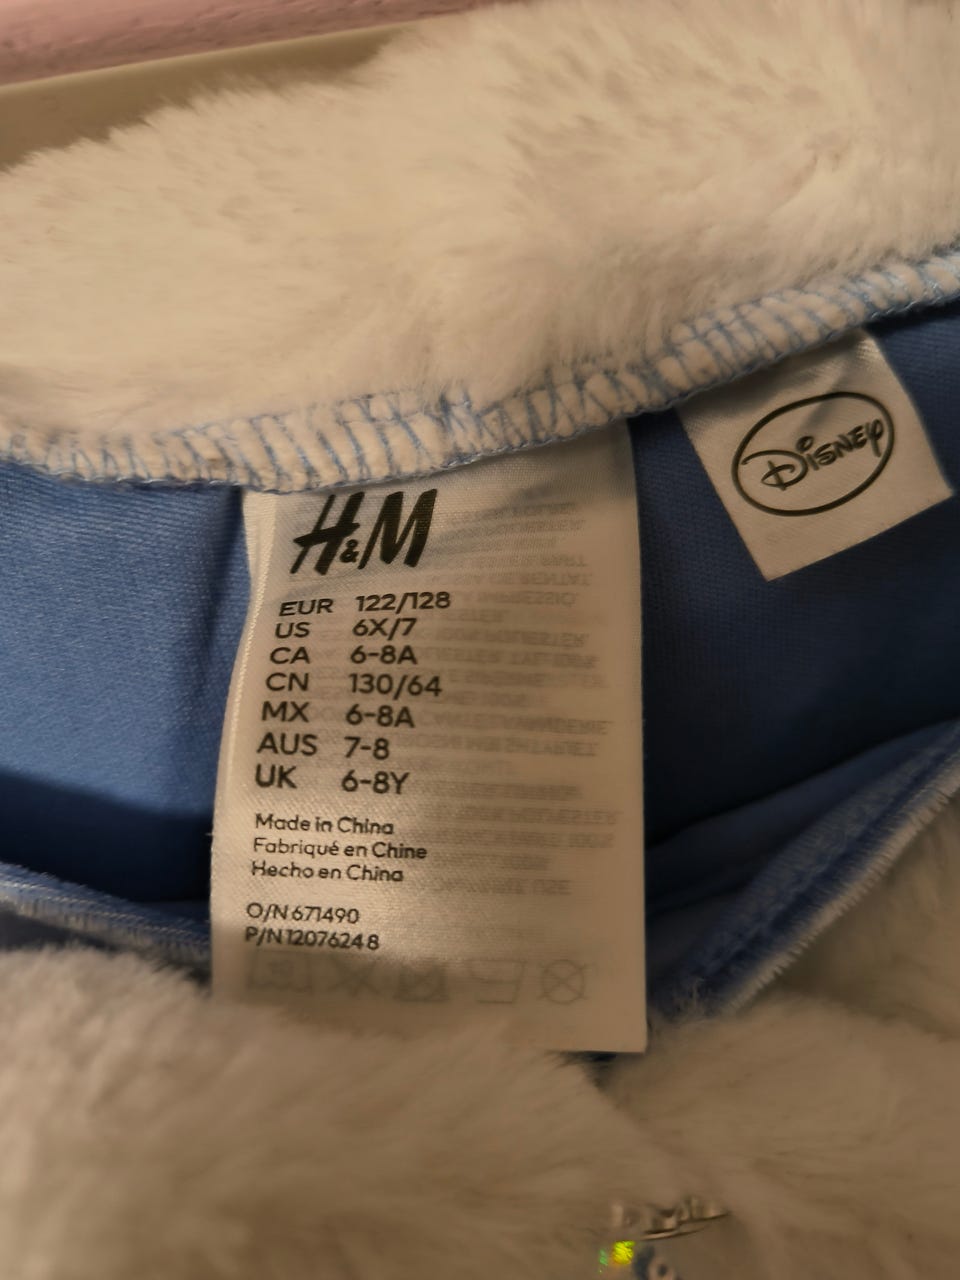 H&M
EUR 122/128
US 6X/7
CA 6-8A
CN 130/64
MX 6-8A
AUS 7-8
UK 6-8Y
Made in China
Fabriqué en Chine
Hecho en China
O/N 671490
P/N 12076248
Disney